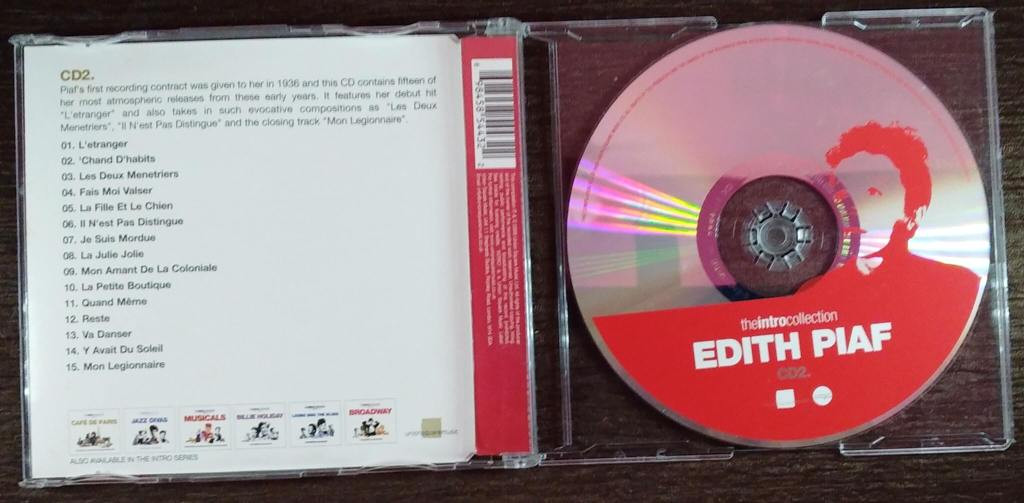 CD2.
Piaf's first recording contract was given to her in 1936 and this CD contains fifteen of
her most atmospheric releases from these early years. It features her debut hit
"L'etranger" and also takes in such evocative compositions as "Les Deux
Menetriers", "Il N'est Pas Distingue" and the closing track "Mon Legionnaire".
01. L'etranger
02. 'Chand D'habits
03. Les Deux Menetriers
04. Fais Moi Valser
05. La Fille Et Le Chien
06. Il N'est Pas Distingue
07. Je Suis Mordue
08. La Julie Jolie
09. Mon Amant De La Coloniale
10. La Petite Boutique
11. Quand Même
12. Reste
13. Va Danser
14. Y Avait Du Soleil
15. Mon Legionnaire
CAFÉ DE PARIS
JAZZ DIVAS
MUSICALS
BILLIE HOLIDAY
BROADWAY
unionsquaremusic
ALSO AVAILABLE IN THE INTRO SERIES
theintrocollection
EDITH PIAF
CD2.